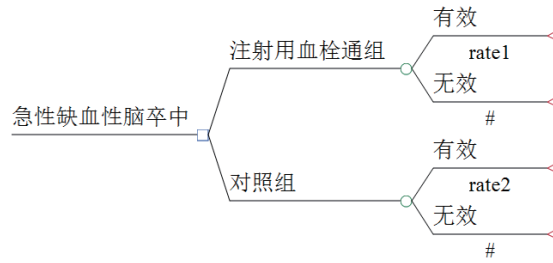 有效
注射用血栓通组
rate1
无效
#
急性缺血性脑卒中
有效
对照组
rate2
无效
#